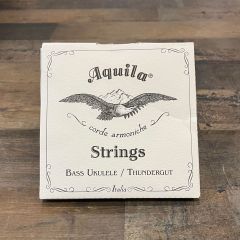 Aquila®
corde armoniche
Strings
BASS UKULELE / THUNDERGUT
Italia